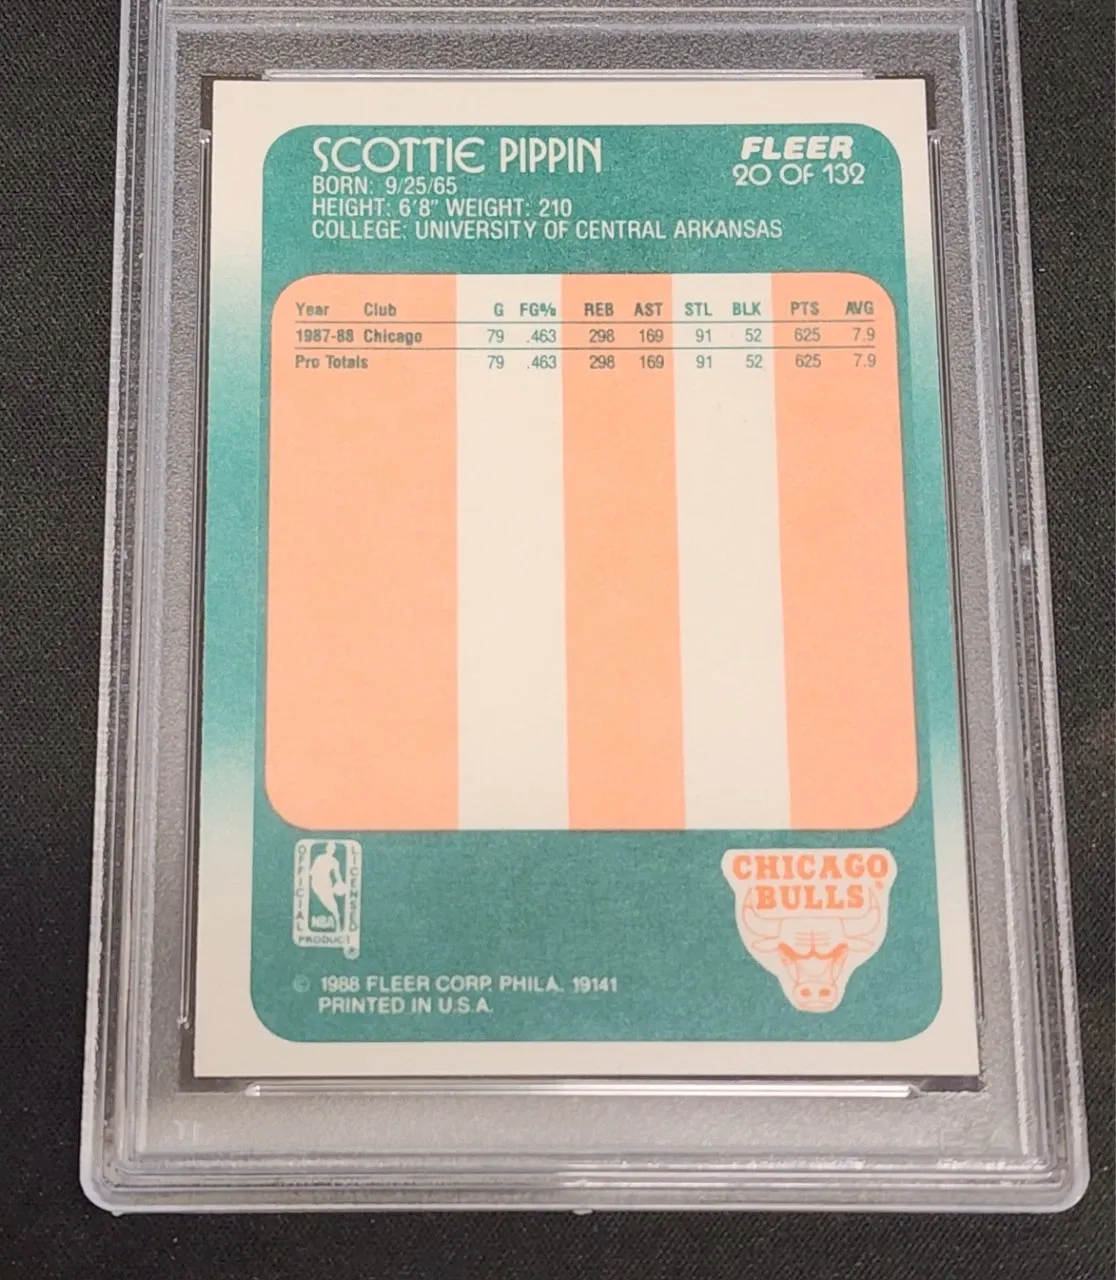 SCOTTIE PIPPIN
FLEER
20 OF 132
BORN: 9/25/65
HEIGHT: 6'8" WEIGHT: 210
COLLEGE: UNIVERSITY OF CENTRAL ARKANSAS
Year Club G FG% REB AST STL BLK PTS AVG
1987-88 Chicago 79 .463 298 169 91 52 625 7.9
Pro Totals 79 .463 298 169 91 52 625 7.9
OFFICIAL
LICENSED
NBA
PRODUCT
®
CHICAGO
BULLS
© 1988 FLEER CORP. PHILA. 19141
PRINTED IN U.S.A.